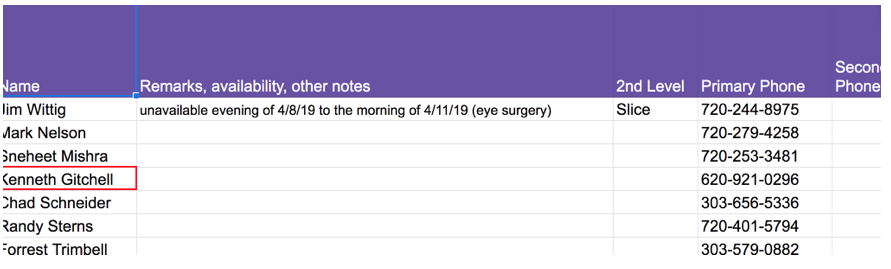 Name Remarks, availability, other notes 2nd Level Primary Phone Secon Phone
Jim Wittig unavailable evening of 4/8/19 to the morning of 4/11/19 (eye surgery) Slice 720-244-8975
Mark Nelson 720-279-4258
Sneheet Mishra 720-253-3481
Kenneth Gitchell 620-921-0296
Chad Schneider 303-656-5336
Randy Sterns 720-401-5794
Forrest Trimbell 303-579-0882